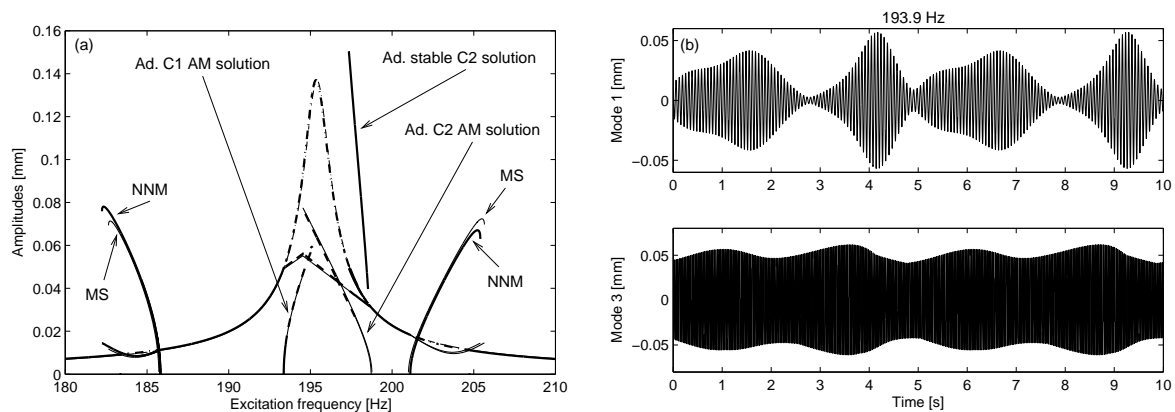 (a)
Ad. C1 AM solution
Ad. stable C2 solution
Ad. C2 AM solution
NNM
MS
MS
NNM
0.16
0.14
0.12
0.1
0.08
0.06
0.04
0.02
0
180
185
190
195
200
205
210
Amplitudes [mm]
Excitation frequency [Hz]
193.9 Hz
(b)
0.05
0
−0.05
Mode 1 [mm]
0 1 2 3 4 5 6 7 8 9 10
0.05
0
−0.05
Mode 3 [mm]
0 1 2 3 4 5 6 7 8 9 10
Time [s]